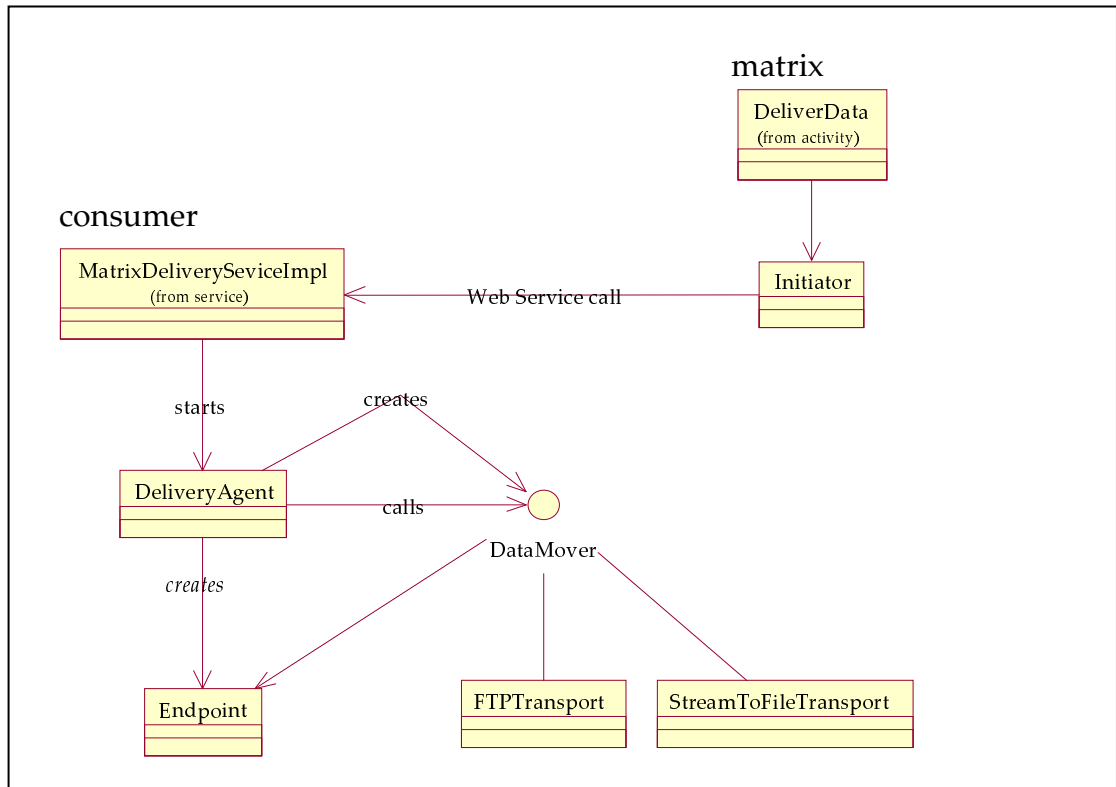 matrix
DeliverData
(from activity)
consumer
MatrixDeliverySeviceImpl
(from service)
Initiator
Web Service call
starts
creates
DeliveryAgent
calls
DataMover
creates
Endpoint
FTPTransport
StreamToFileTransport